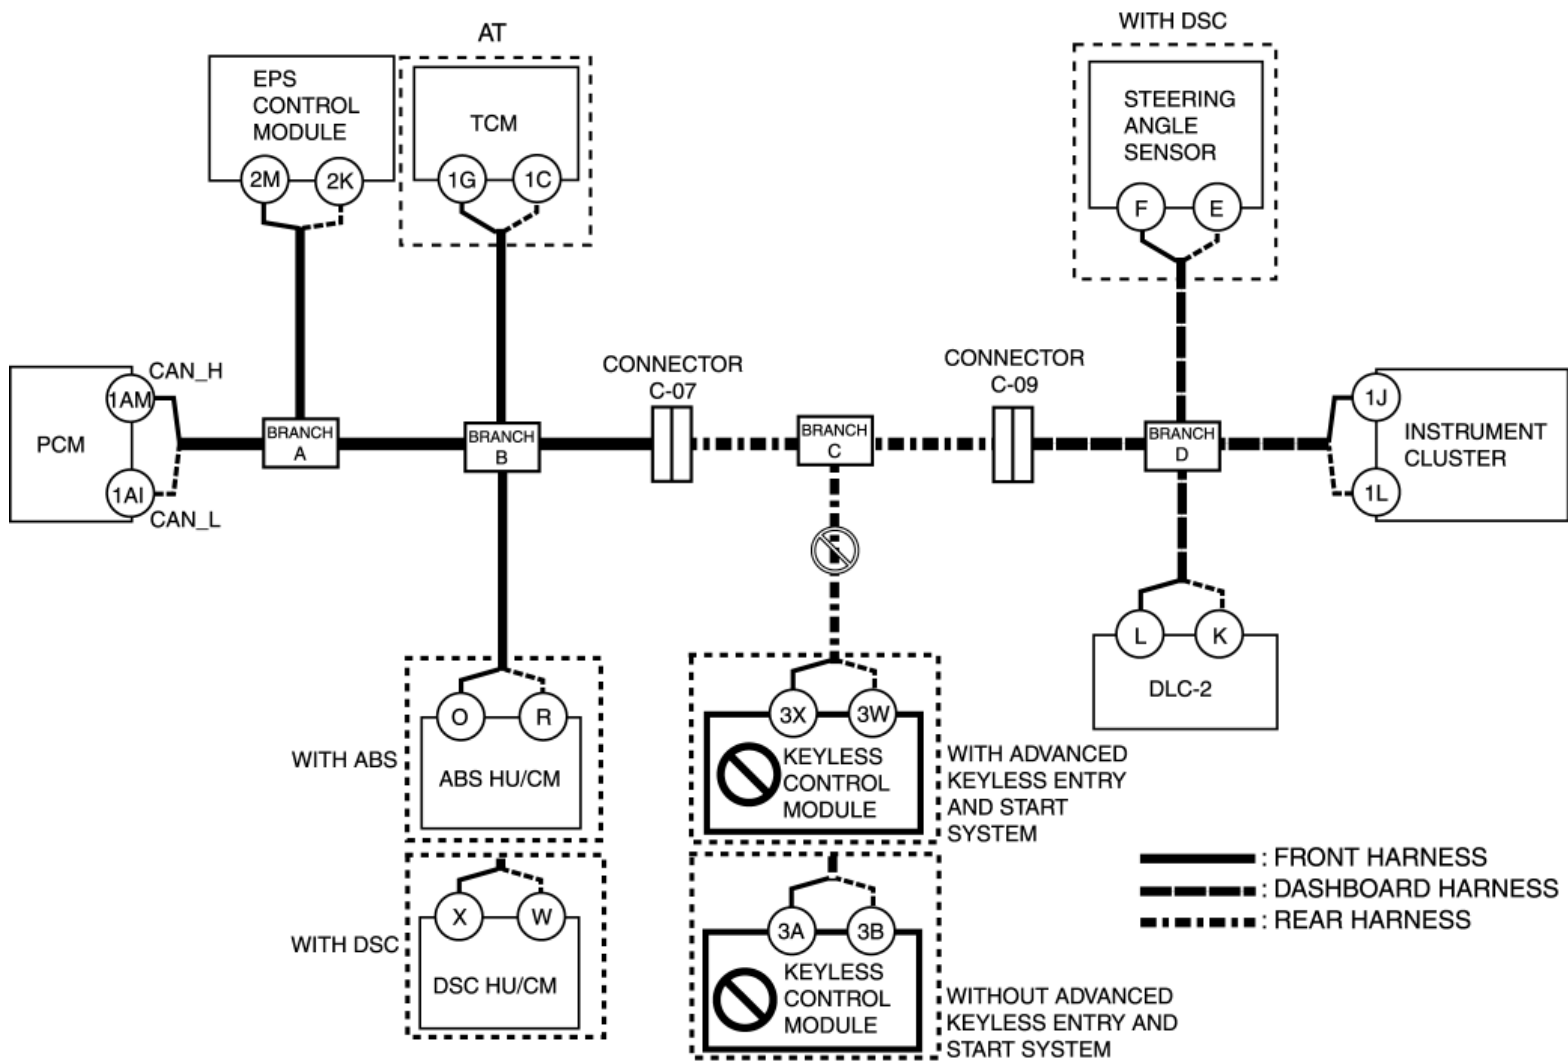 WITH DSC
AT
EPS
CONTROL
MODULE
2M
2K
TCM
1G
1C
STEERING
ANGLE
SENSOR
F
E
PCM
1AM
CAN_H
1AI
CAN_L
BRANCH
A
BRANCH
B
CONNECTOR
C-07
BRANCH
C
CONNECTOR
C-09
BRANCH
D
1J
1L
INSTRUMENT
CLUSTER
L
K
DLC-2
WITH ABS
O
R
ABS HU/CM
3X
3W
KEYLESS
CONTROL
MODULE
WITH ADVANCED
KEYLESS ENTRY
AND START
SYSTEM
WITH DSC
X
W
DSC HU/CM
3A
3B
KEYLESS
CONTROL
MODULE
WITHOUT ADVANCED
KEYLESS ENTRY AND
START SYSTEM
: FRONT HARNESS
: DASHBOARD HARNESS
: REAR HARNESS